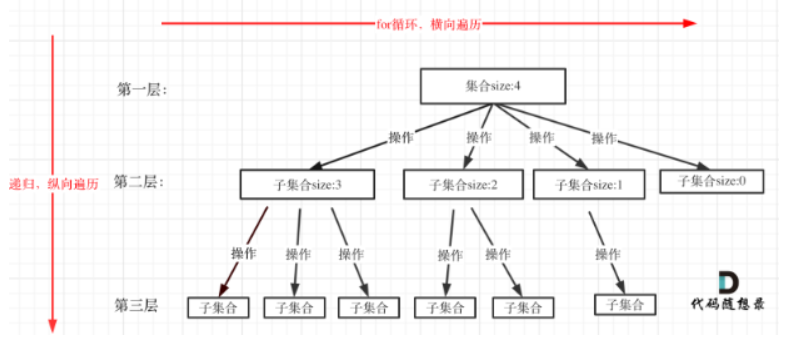 for循环、横向遍历
第一层：
集合size:4
操作 操作 操作 操作
递归、纵向遍历
第二层：
子集合size:3 子集合size:2 子集合size:1 子集合size:0
操作 操作 操作 操作 操作 操作
第三层
子集合 子集合 子集合 子集合 子集合 子集合
代码随想录